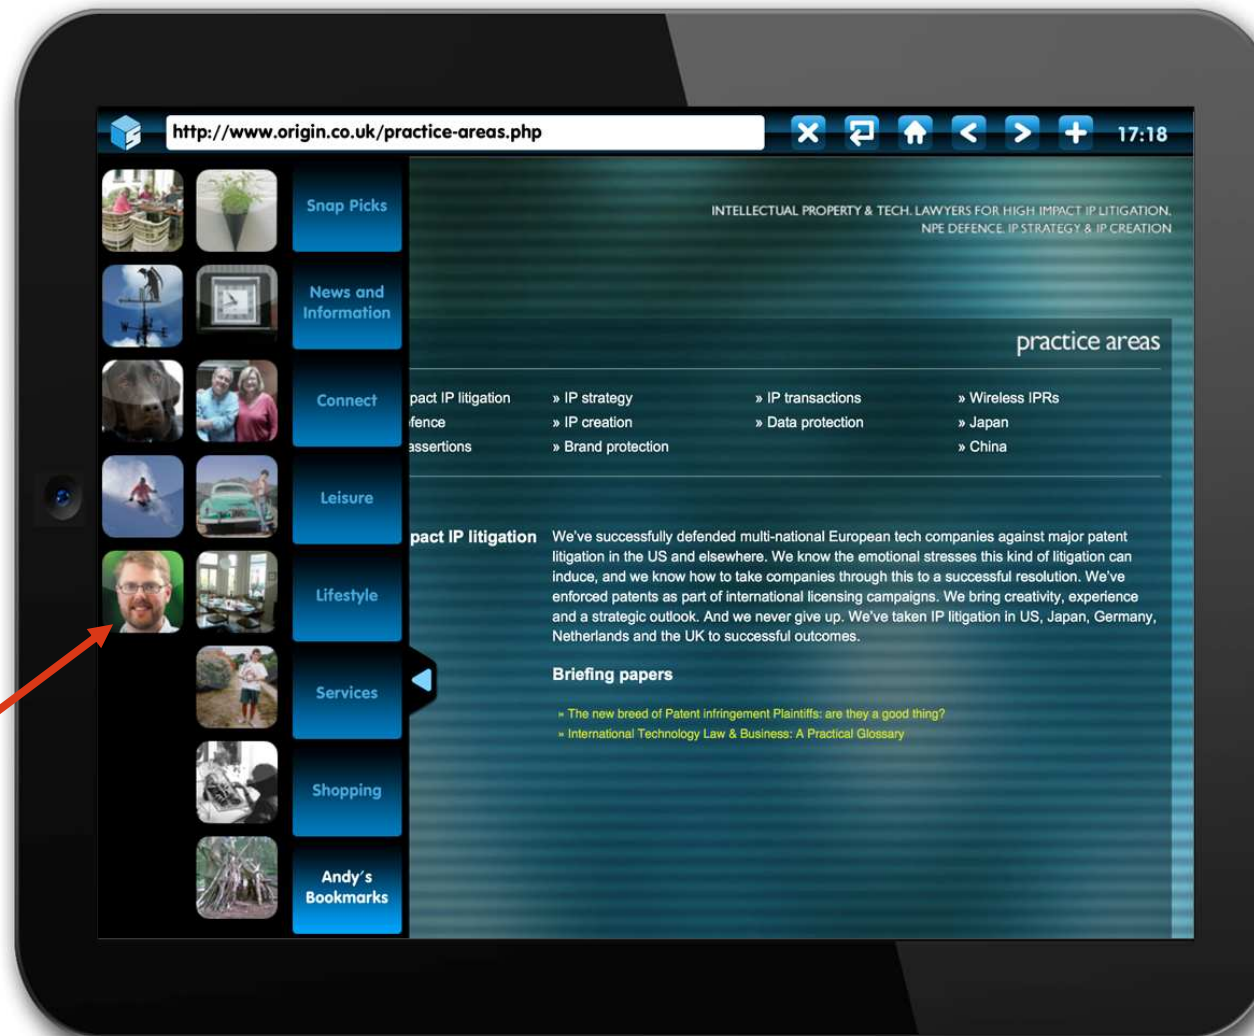 http://www.origin.co.uk/practice-areas.php
17:18
Snap Picks
News and
Information
Connect
Leisure
Lifestyle
Services
Shopping
Andy's
Bookmarks
INTELLECTUAL PROPERTY & TECH. LAWYERS FOR HIGH IMPACT IP LITIGATION.
NPE DEFENCE. IP STRATEGY & IP CREATION
practice areas
pact IP litigation » IP strategy » IP transactions » Wireless IPRs
fence » IP creation » Data protection » Japan
assertions » Brand protection » China
pact IP litigation
We've successfully defended multi-national European tech companies against major patent
litigation in the US and elsewhere. We know the emotional stresses this kind of litigation can
induce, and we know how to take companies through this to a successful resolution. We've
enforced patents as part of international licensing campaigns. We bring creativity, experience
and a strategic outlook. And we never give up. We've taken IP litigation in US, Japan, Germany,
Netherlands and the UK to successful outcomes.
Briefing papers
» The new breed of Patent infringement Plaintiffs: are they a good thing?
» International Technology Law & Business: A Practical Glossary